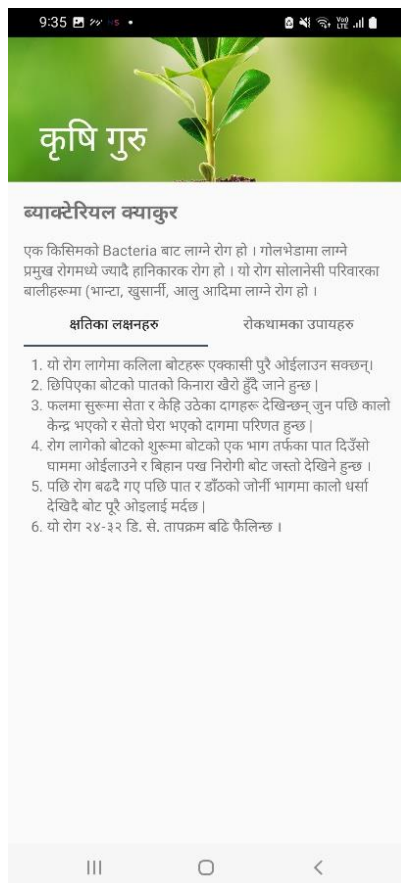 9:35
कृषि गुरु
ब्याक्टेरियल क्याकुर
एक किसिमको Bacteria बाट लाग्ने रोग हो । गोलभेडामा लाग्ने
प्रमुख रोगमध्ये ज्यादै हानिकारक रोग हो । यो रोग सोलानेसी परिवारका
बालीहरूमा (भान्टा, खुसार्नी, आलु आदिमा लाग्ने रोग हो ।
क्षतिका लक्षनहरु
रोकथामका उपायहरु
1. यो रोग लागेमा कलिला बोटहरू एक्कासी पुरै ओईलाउन सक्छन्।
2. छिपिएका बोटको पातको किनारा खैरो हुँदै जाने हुन्छ |
3. फलमा सुरूमा सेता र केहि उठेका दागहरू देखिन्छन् जुन पछि कालो
केन्द्र भएको र सेतो घेरा भएको दागमा परिणत हुन्छ |
4. रोग लागेको बोटको शुरूमा बोटको एक भाग तर्फका पात दिउँसो
घाममा ओईलाउने र बिहान पख निरोगी बोट जस्तो देखिने हुन्छ ।
5. पछि रोग बढदै गए पछि पात र डाँठको जोर्नी भागमा कालो धर्सा
देखिदै बोट पूरै ओइलाई मर्दछ |
6. यो रोग २४-३२ डि. से. तापक्रम बढि फैलिन्छ ।